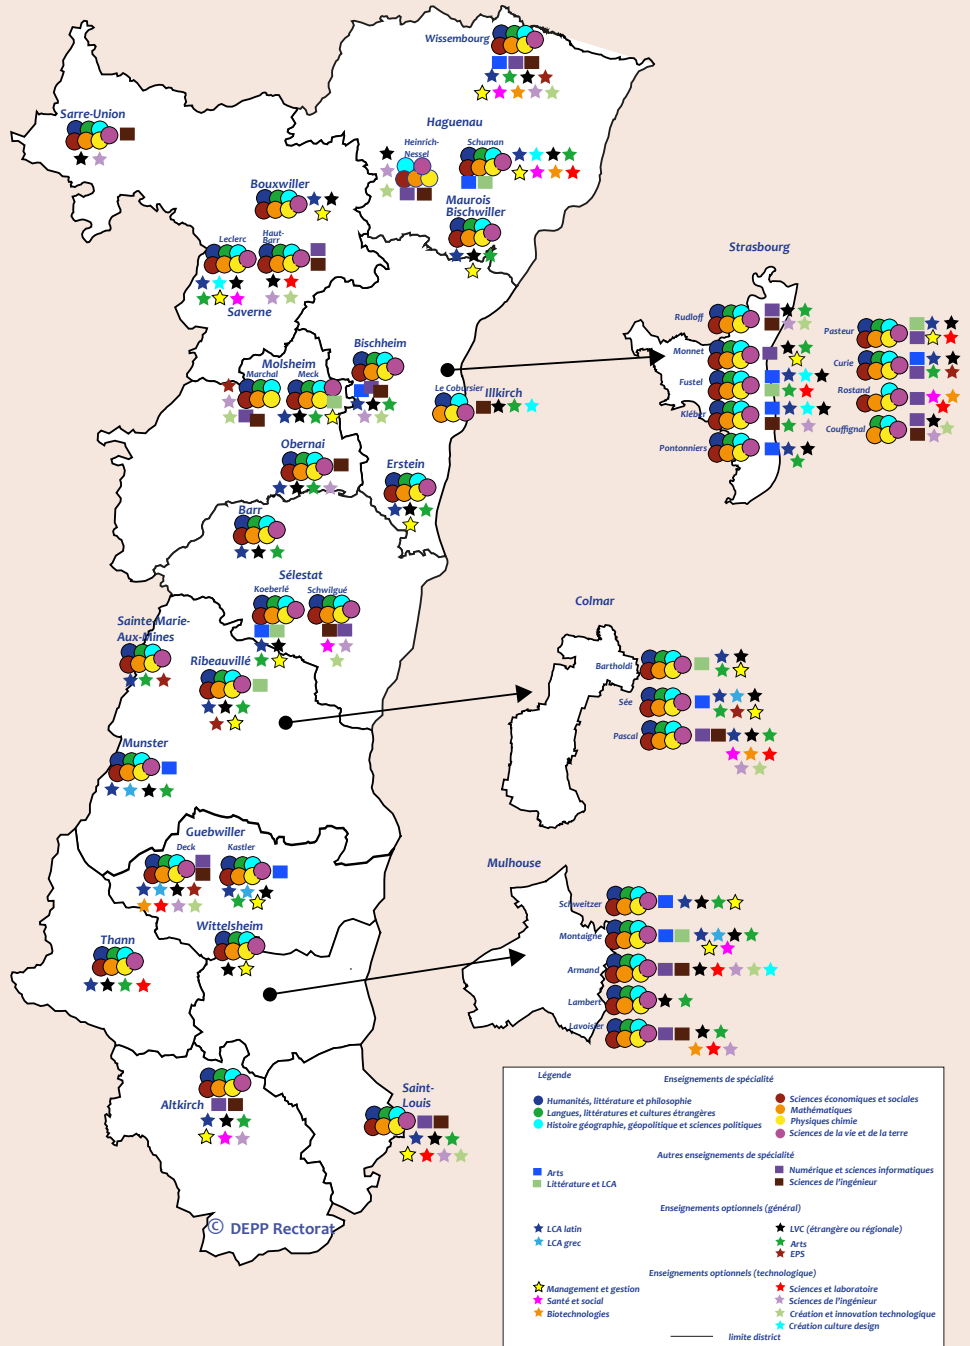 Wissembourg
Sarre-Union
Haguenau
Heinrich-
Nessel
Schuman
Bouxwiller
Maurois
Bischwiller
Leclerc
Haut-
Barr
Saverne
Strasbourg
Rudloff
Pasteur
Monnet
Curie
Fustel
Rostand
Kléber
Couffignal
Pontonniers
Bischheim
Molsheim
Marchal
Meck
Le Corbusier
Illkirch
Obernai
Erstein
Barr
Sélestat
Koeberlé
Schwilgué
Sainte-Marie-
Aux-Mines
Ribeauvillé
Colmar
Bartholdi
Sée
Pascal
Munster
Guebwiller
Deck
Kastler
Mulhouse
Schweitzer
Montaigne
Armand
Lambert
Lavoisier
Wittelsheim
Thann
Altkirch
Saint-
Louis
© DEPP Rectorat
Légende
Enseignements de spécialité
Humanités, littérature et philosophie
Langues, littératures et cultures étrangères
Histoire géographie, géopolitique et sciences politiques
Sciences économiques et sociales
Mathématiques
Physiques chimie
Sciences de la vie et de la terre
Autres enseignements de spécialité
Arts
Littérature et LCA
Numérique et sciences informatiques
Sciences de l'ingénieur
Enseignements optionnels (général)
LCA latin
LCA grec
LVC (étrangère ou régionale)
Arts
EPS
Enseignements optionnels (technologique)
Management et gestion
Santé et social
Biotechnologies
Sciences et laboratoire
Sciences de l'ingénieur
Création et innovation technologique
Création culture design
limite district